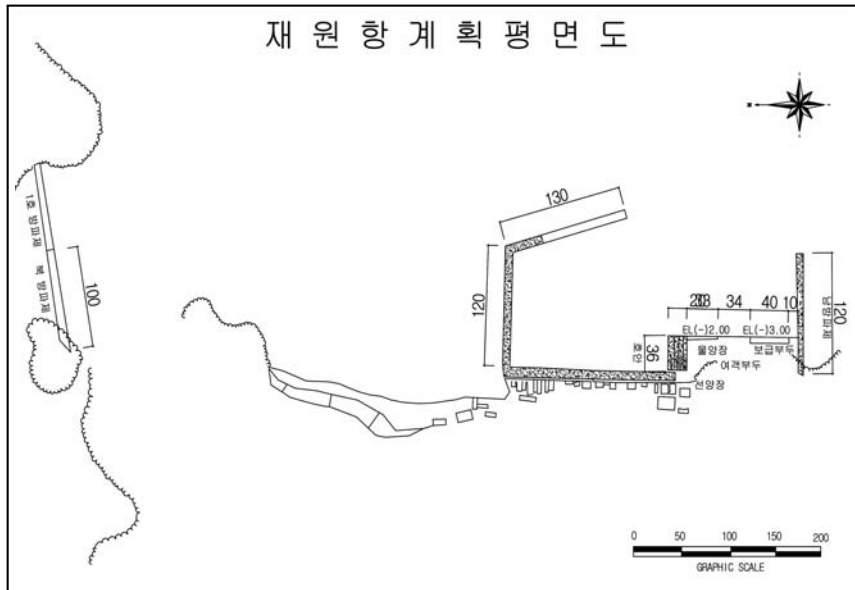 재원항계획평면도
130
1호 방파제
북 방파제
100
120
34
40
10
EL(-)2.00
EL(-)3.00
36
호안
물양장
보급부두
여객부두
선양장
남방파제
120
0 50 100 150 200
GRAPHIC SCALE